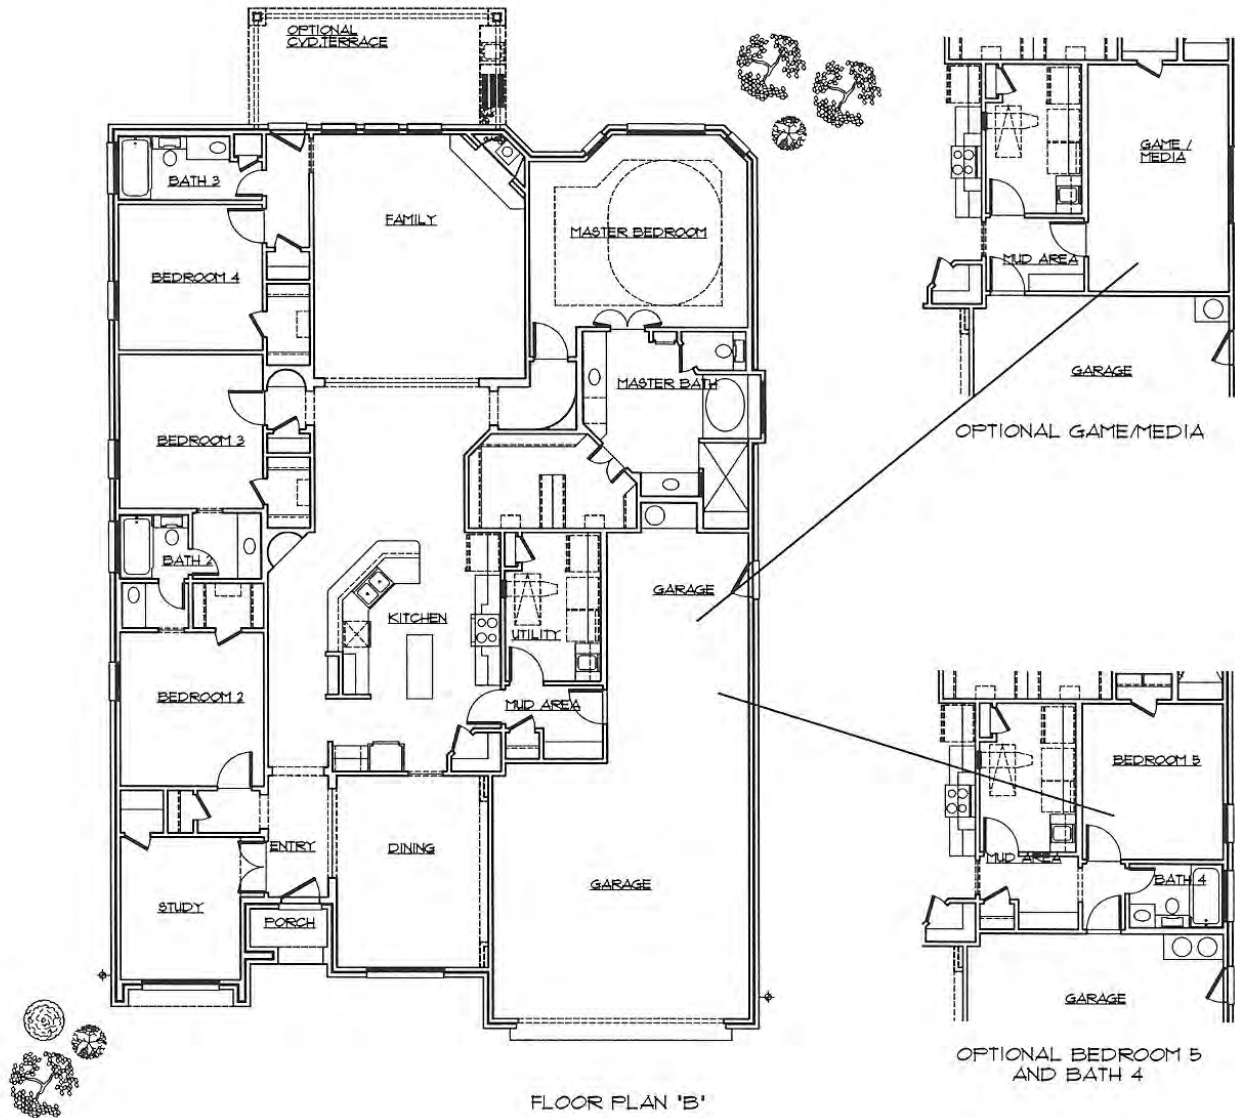 OPTIONAL
CVD.TERRACE
BATH 3
FAMILY
MASTER BEDROOM
BEDROOM 4
MASTER BATH
BEDROOM 3
BATH 2
GARAGE
KITCHEN
UTILITY
BEDROOM 2
MUD AREA
ENTRY
DINING
GARAGE
STUDY
PORCH
FLOOR PLAN 'B'
GAME /
MEDIA
MUD AREA
GARAGE
OPTIONAL GAME/MEDIA
BEDROOM 5
MUD AREA
BATH 4
GARAGE
OPTIONAL BEDROOM 5
AND BATH 4